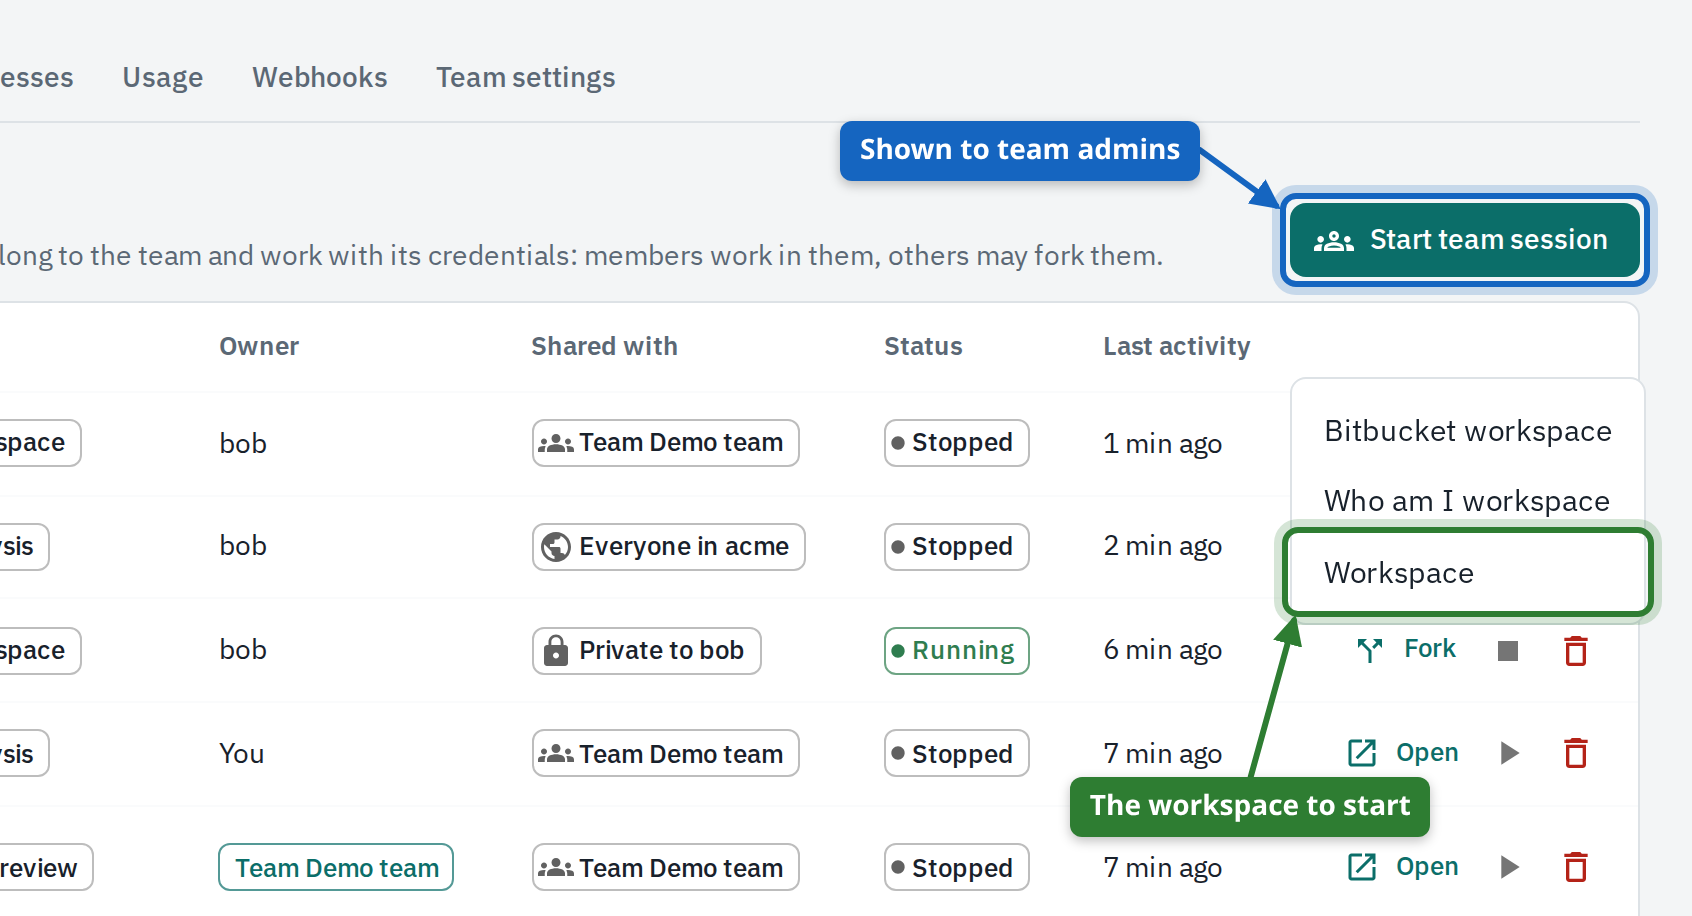 esses Usage Webhooks Team settings
Shown to team admins
Start team session
long to the team and work with its credentials: members work in them, others may fork them.
Owner Shared with Status Last activity
Bitbucket workspace
space bob Team Demo team Stopped 1 min ago
Who am I workspace
sis bob Everyone in acme Stopped 2 min ago
Workspace
space bob Private to bob Running 6 min ago Fork
sis You Team Demo team Stopped 7 min ago Open
The workspace to start
review Team Demo team Team Demo team Stopped 7 min ago Open